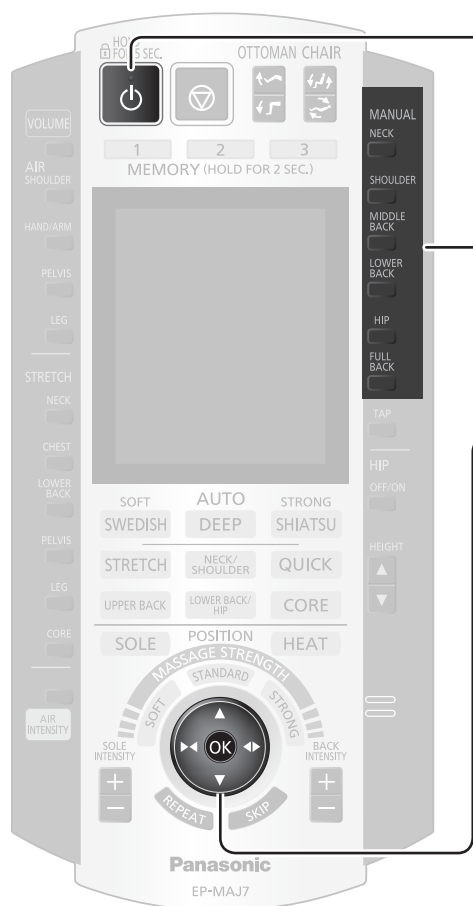 HOLD
FOR 5 SEC.
OTTOMAN CHAIR
1 2 3
MEMORY (HOLD FOR 2 SEC.)
VOLUME
AIR
SHOULDER
HAND/ARM
PELVIS
LEG
STRETCH
NECK
CHEST
LOWER
BACK
PELVIS
LEG
CORE
AIR
INTENSITY
MANUAL
NECK
SHOULDER
MIDDLE
BACK
LOWER
BACK
HIP
FULL
BACK
TAP
HIP
OFF/ON
HEIGHT
SOFT AUTO STRONG
SWEDISH DEEP SHIATSU
STRETCH NECK/
SHOULDER QUICK
UPPER BACK LOWER BACK/
HIP CORE
SOLE POSITION HEAT
MASSAGE STRENGTH
SOFT STANDARD STRONG
SOLE
INTENSITY
+
−
OK
BACK
INTENSITY
+
−
REPEAT SKIP
Panasonic
EP-MAJ7